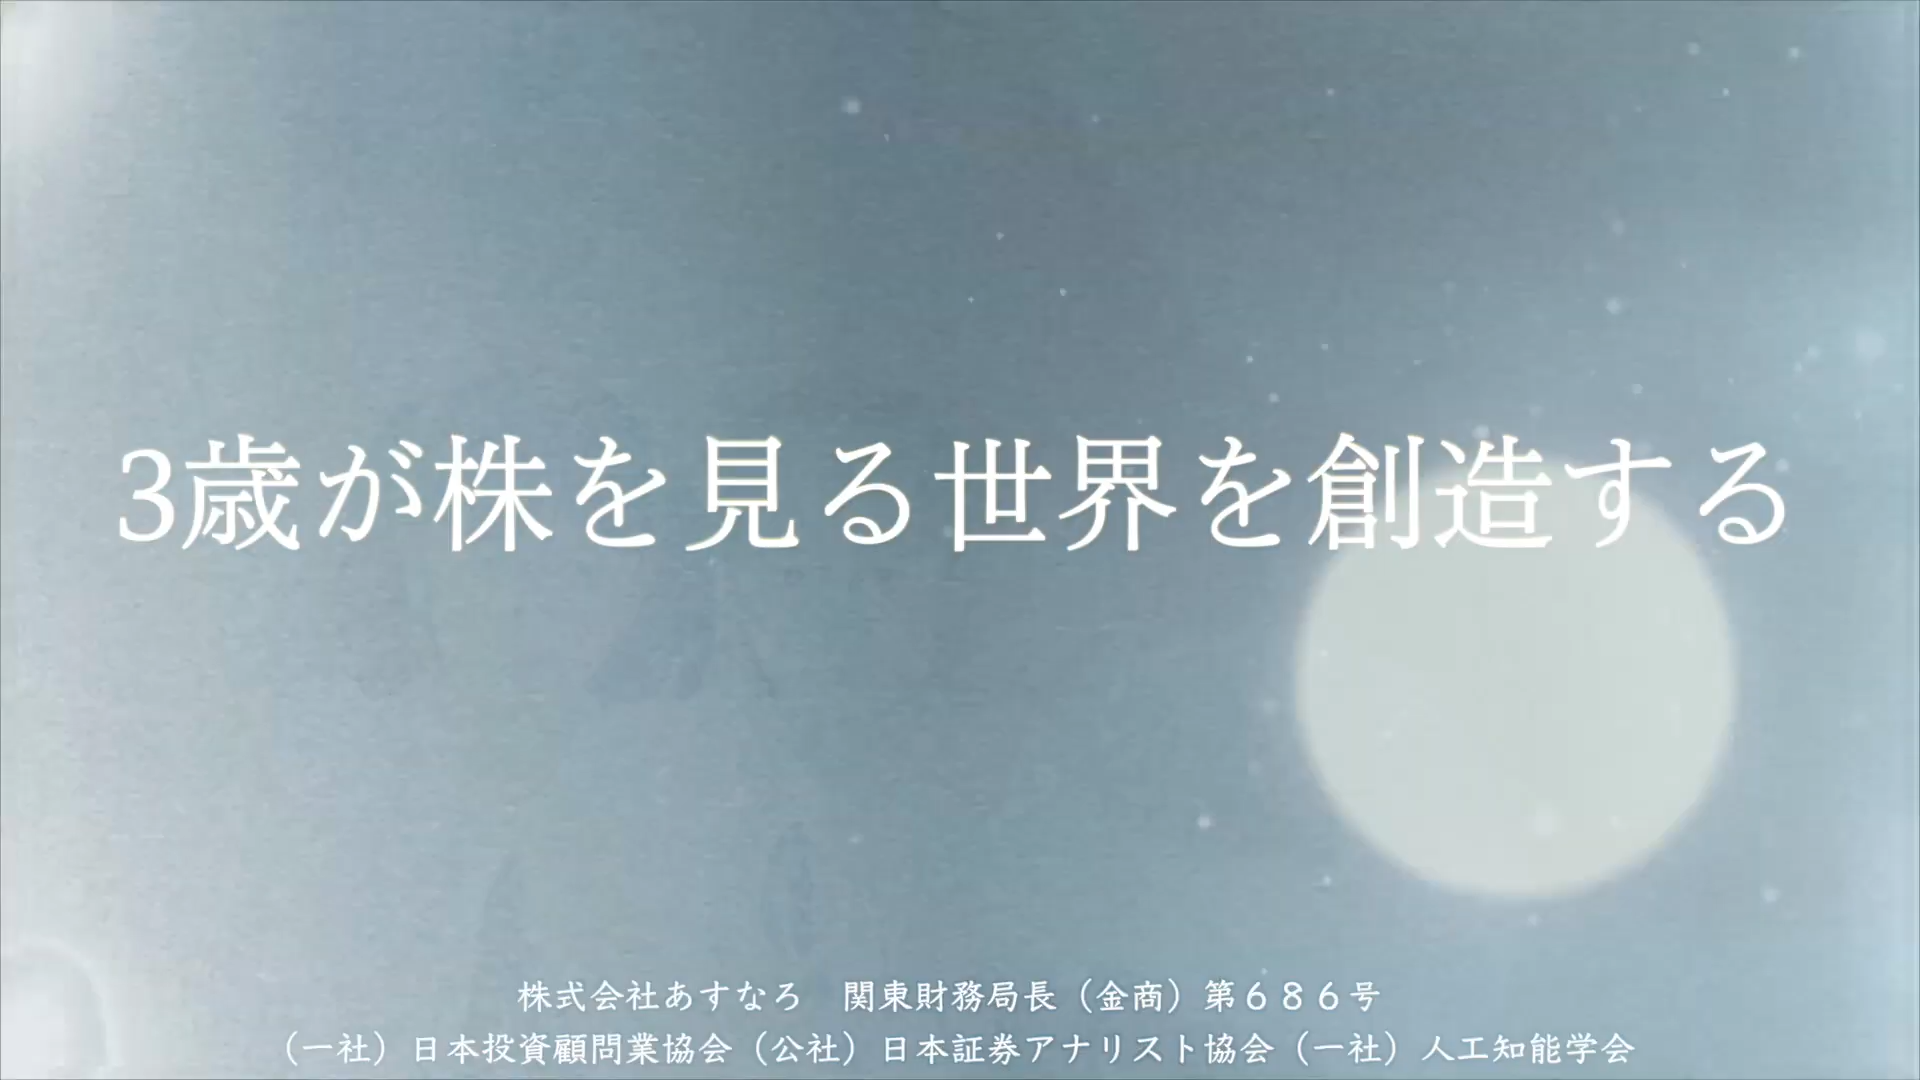 3歳が株を見る世界を創造する
株式会社あすなろ　関東財務局長（金商）第６８６号
（一社）日本投資顧問業協会（公社）日本証券アナリスト協会（一社）人工知能学会